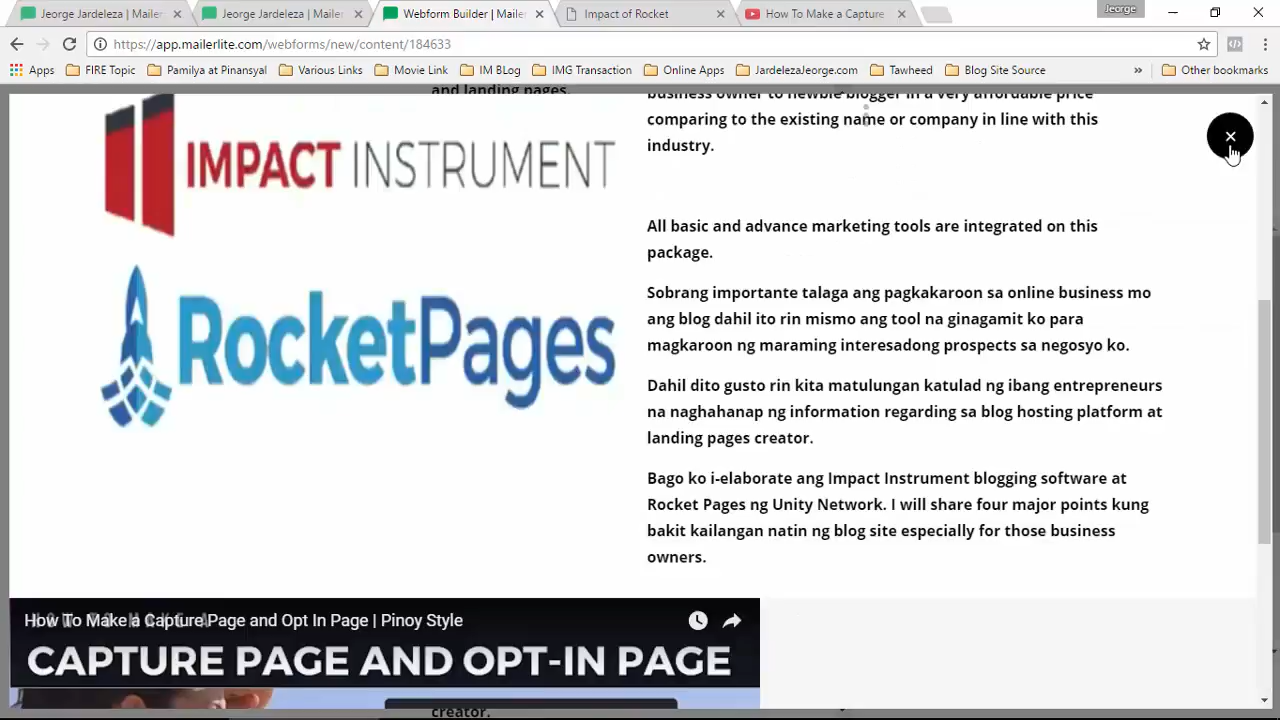 Jeorge Jardeleza | Mailer
Jeorge Jardeleza | Mailer
Webform Builder | Maile
Impact of Rocket
How To Make a Capture
Jeorge
https://app.mailerlite.com/webforms/new/content/184633
Apps
FIRE Topic
Pamilya at Pinansyal
Various Links
Movie Link
IM BLog
IMG Transaction
Online Apps
JardelezaJeorge.com
Tawheed
Blog Site Source
»
Other bookmarks
and landing pages.
business owner to newbie blogger in a very affordable price
comparing to the existing name or company in line with this
industry.
IMPACT INSTRUMENT
RocketPages
All basic and advance marketing tools are integrated on this
package.
Sobrang importante talaga ang pagkakaroon sa online business mo
ang blog dahil ito rin mismo ang tool na ginagamit ko para
magkaroon ng maraming interesadong prospects sa negosyo ko.
Dahil dito gusto rin kita matulungan katulad ng ibang entrepreneurs
na naghahanap ng information regarding sa blog hosting platform at
landing pages creator.
Bago ko i-elaborate ang Impact Instrument blogging software at
Rocket Pages ng Unity Network. I will share four major points kung
bakit kailangan natin ng blog site especially for those business
owners.
How To Make a Capture Page and Opt In Page | Pinoy Style
HOW TO MAKE A
CAPTURE PAGE AND OPT-IN PAGE
creator.